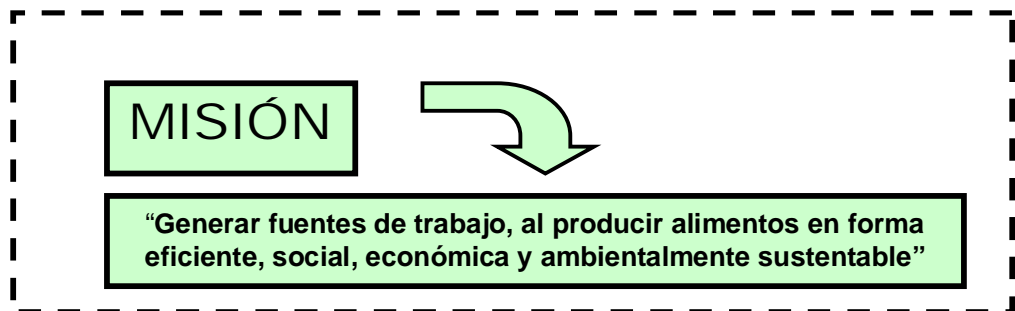 MISIÓN
“Generar fuentes de trabajo, al producir alimentos en forma
eficiente, social, económica y ambientalmente sustentable”